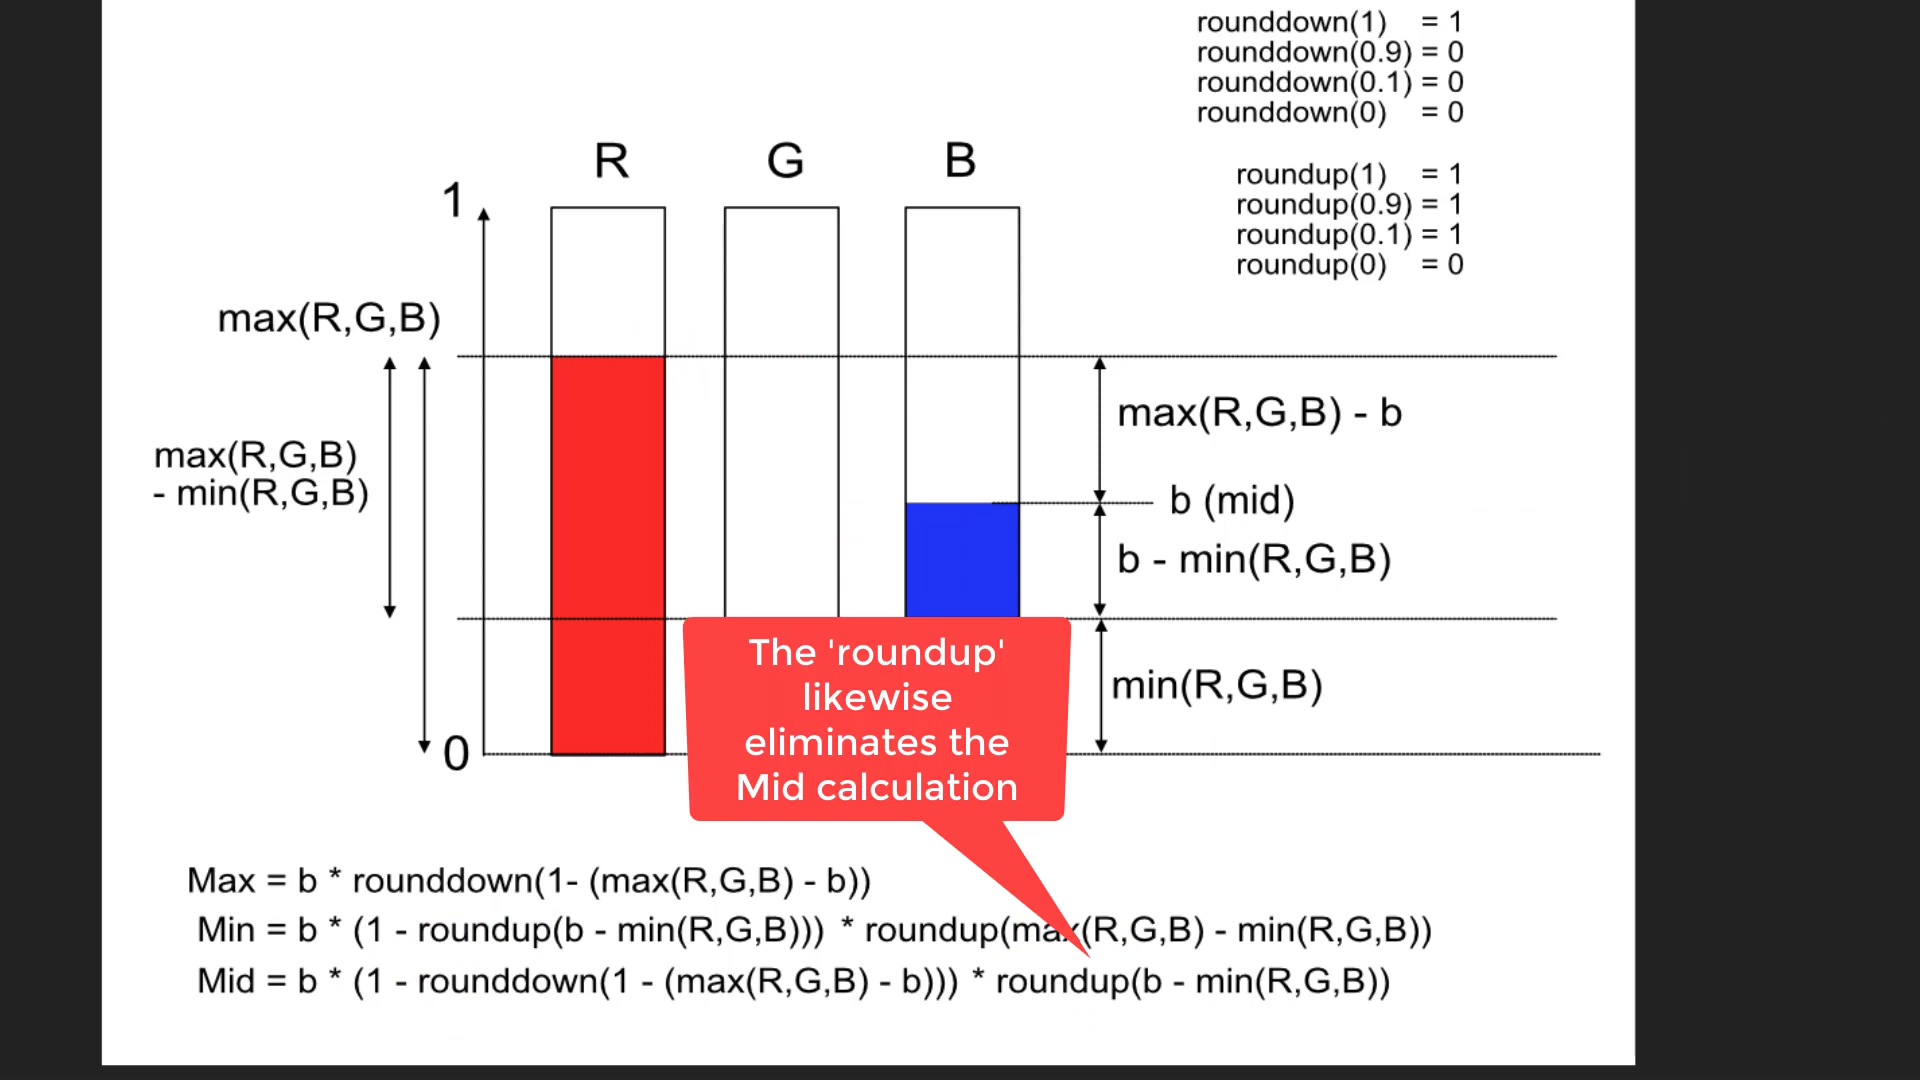 rounddown(1) = 1
rounddown(0.9) = 0
rounddown(0.1) = 0
rounddown(0) = 0
roundup(1) = 1
roundup(0.9) = 1
roundup(0.1) = 1
roundup(0) = 0
R G B
1
max(R,G,B)
max(R,G,B)
- min(R,G,B)
max(R,G,B) - b
b (mid)
b - min(R,G,B)
min(R,G,B)
0
The 'roundup'
likewise
eliminates the
Mid calculation
Max = b * rounddown(1- (max(R,G,B) - b))
Min = b * (1 - roundup(b - min(R,G,B))) * roundup(max(R,G,B) - min(R,G,B))
Mid = b * (1 - rounddown(1 - (max(R,G,B) - b))) * roundup(b - min(R,G,B))